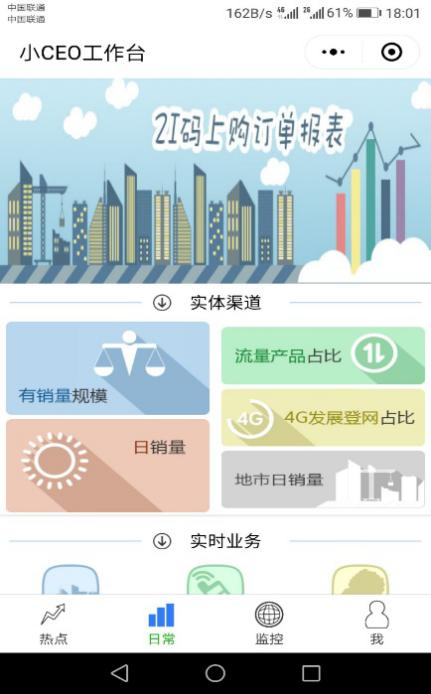 中国联通
中国联通
162B/s 4G 2G 61% 18:01
小CEO工作台
2I码上购订单报表
实体渠道
有销量规模
流量产品占比
4G
4G发展登网占比
日销量
地市日销量
实时业务
热点
日常
监控
我